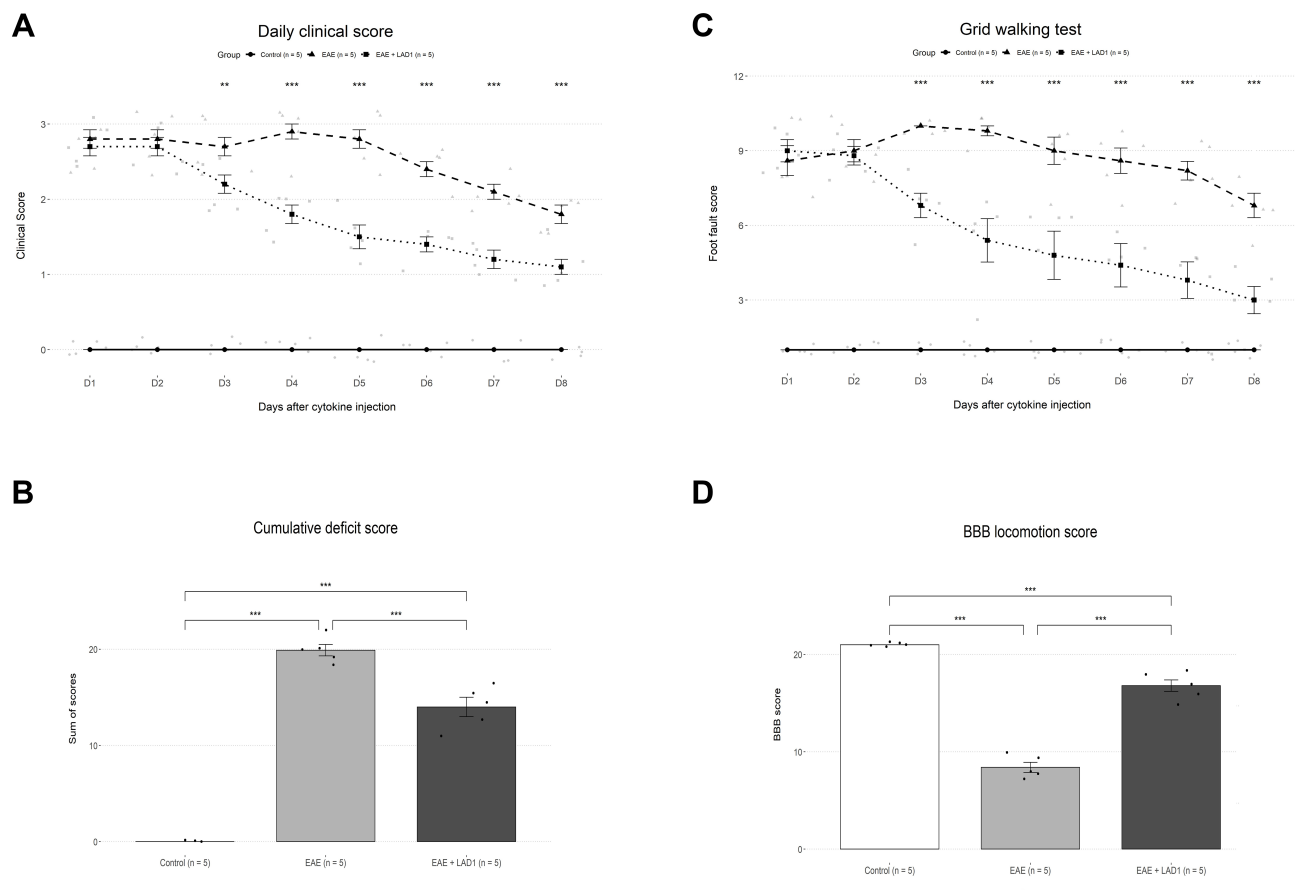 A
Daily clinical score
Group Control (n = 5) EAE (n = 5) EAE + LAD1 (n = 5)
** *** *** *** *** ***
3
2
1
0
Clinical Score
D1 D2 D3 D4 D5 D6 D7 D8
Days after cytokine injection
C
Grid walking test
Group Control (n = 5) EAE (n = 5) EAE + LAD1 (n = 5)
12
*** *** *** *** *** ***
9
6
3
Foot fault score
D1 D2 D3 D4 D5 D6 D7 D8
Days after cytokine injection
B
Cumulative deficit score
***
*** ***
20
10
0
Sum of scores
Control (n = 5) EAE (n = 5) EAE + LAD1 (n = 5)
D
BBB locomotion score
***
*** ***
20
10
0
BBB score
Control (n = 5) EAE (n = 5) EAE + LAD1 (n = 5)